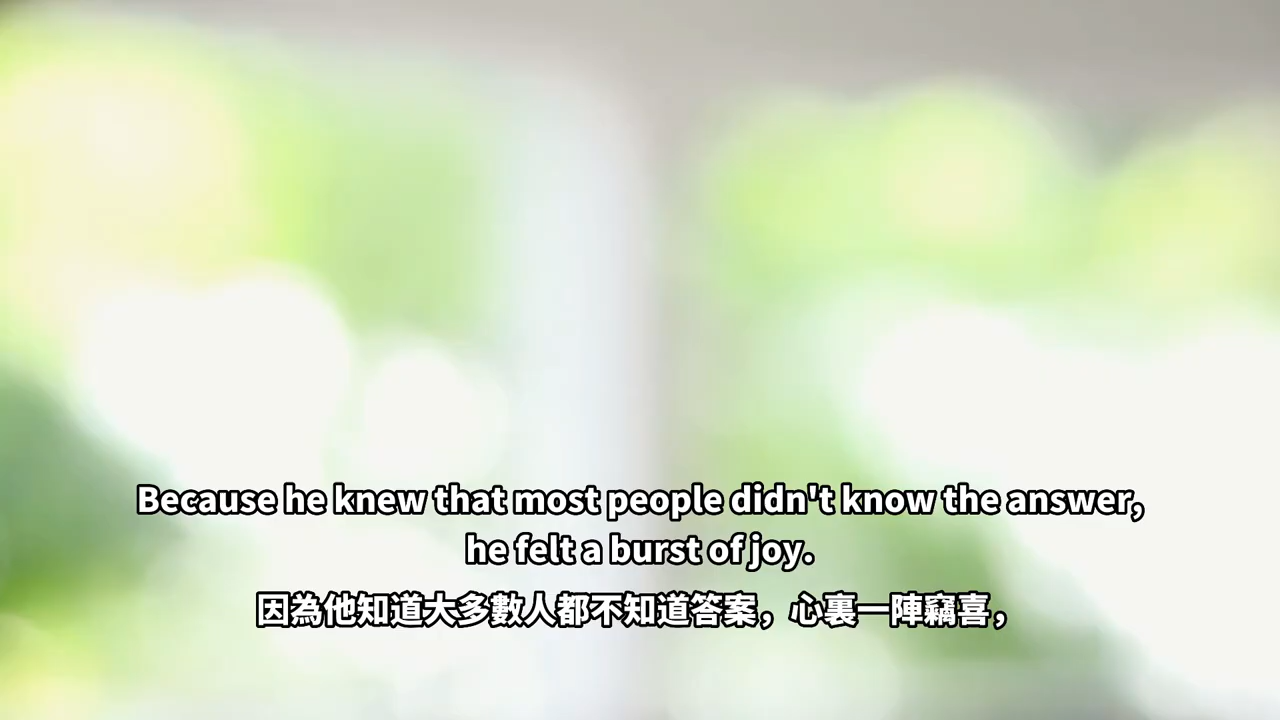 Because he knew that most people didn't know the answer,
he felt a burst of joy.
因為他知道大多數人都不知道答案，心裏一陣竊喜，